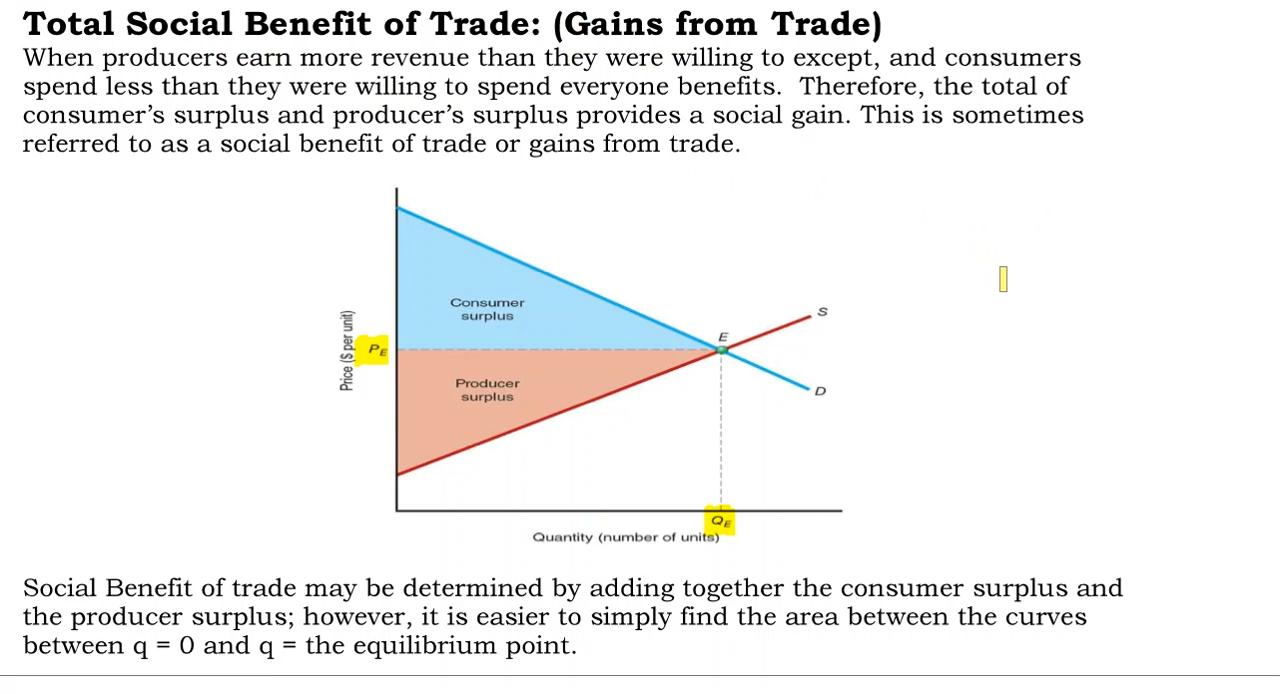 Total Social Benefit of Trade: (Gains from Trade)
When producers earn more revenue than they were willing to except, and consumers
spend less than they were willing to spend everyone benefits.  Therefore, the total of
consumer’s surplus and producer’s surplus provides a social gain. This is sometimes
referred to as a social benefit of trade or gains from trade.
Consumer
surplus
S
E
Price ($ per unit)
PE
Producer
surplus
D
QE
Quantity (number of units)
Social Benefit of trade may be determined by adding together the consumer surplus and
the producer surplus; however, it is easier to simply find the area between the curves
between q = 0 and q = the equilibrium point.